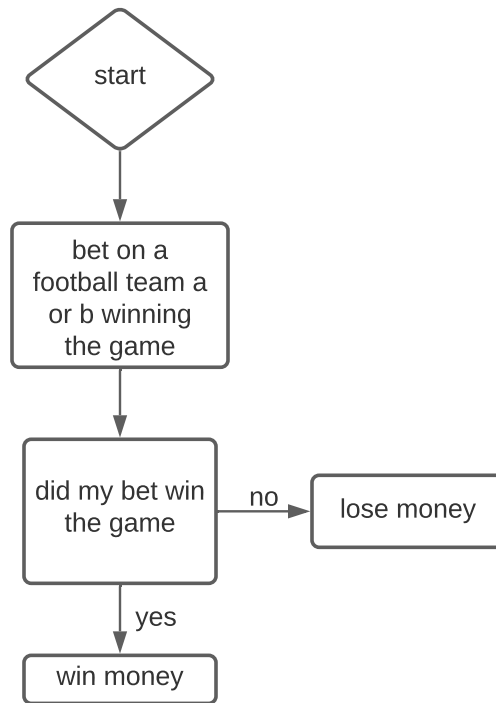 start
bet on a
football team a
or b winning
the game
did my bet win
the game
no
lose money
yes
win money